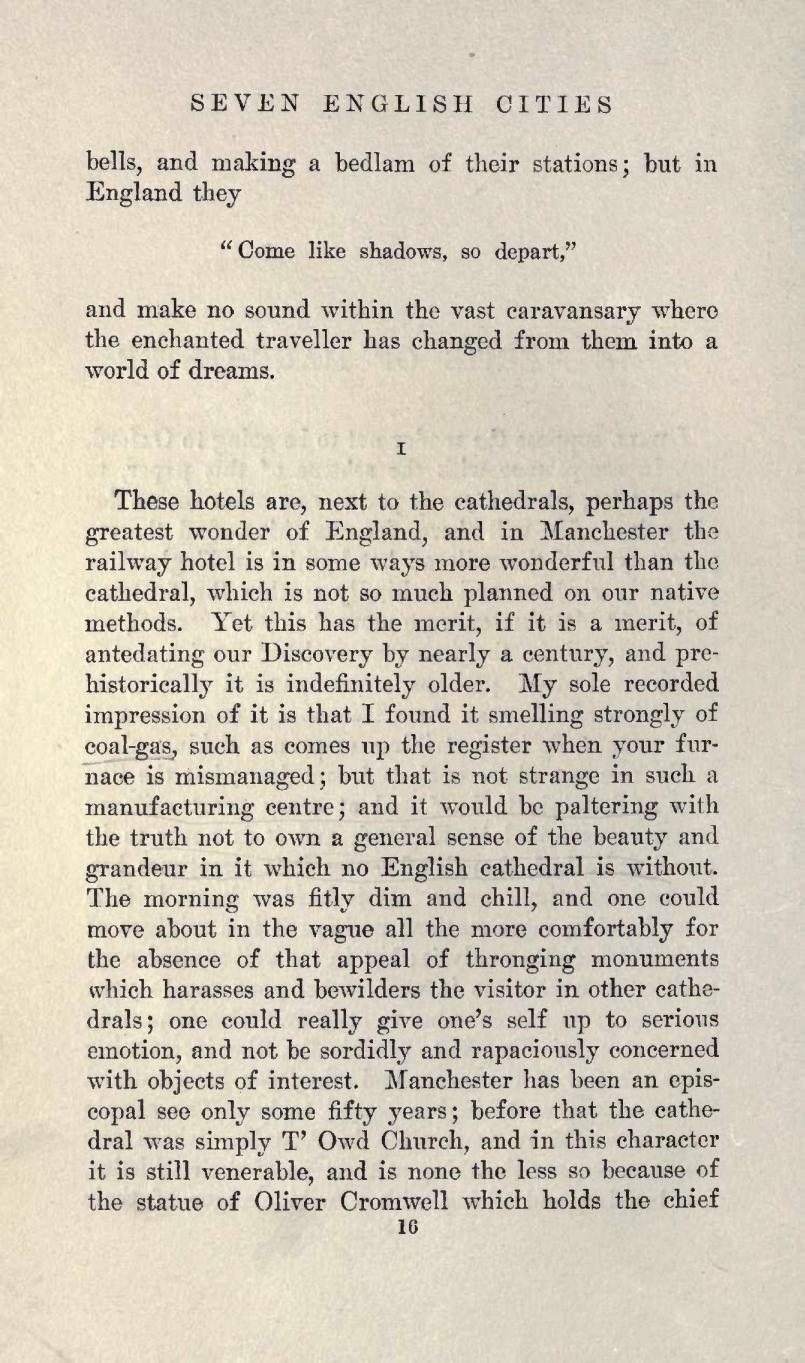 SEVEN ENGLISH CITIES
bells, and making a bedlam of their stations; but in
England they
“Come like shadows, so depart,”
and make no sound within the vast caravansary where
the enchanted traveller has changed from them into a
world of dreams.
I
These hotels are, next to the cathedrals, perhaps the
greatest wonder of England, and in Manchester the
railway hotel is in some ways more wonderful than the
cathedral, which is not so much planned on our native
methods. Yet this has the merit, if it is a merit, of
antedating our Discovery by nearly a century, and pre-
historically it is indefinitely older. My sole recorded
impression of it is that I found it smelling strongly of
coal-gas, such as comes up the register when your fur-
nace is mismanaged; but that is not strange in such a
manufacturing centre; and it would be paltering with
the truth not to own a general sense of the beauty and
grandeur in it which no English cathedral is without.
The morning was fitly dim and chill, and one could
move about in the vague all the more comfortably for
the absence of that appeal of thronging monuments
which harasses and bewilders the visitor in other cathe-
drals; one could really give one’s self up to serious
emotion, and not be sordidly and rapaciously concerned
with objects of interest. Manchester has been an epis-
copal see only some fifty years; before that the cathe-
dral was simply T’ Owd Church, and in this character
it is still venerable, and is none the less so because of
the statue of Oliver Cromwell which holds the chief
16